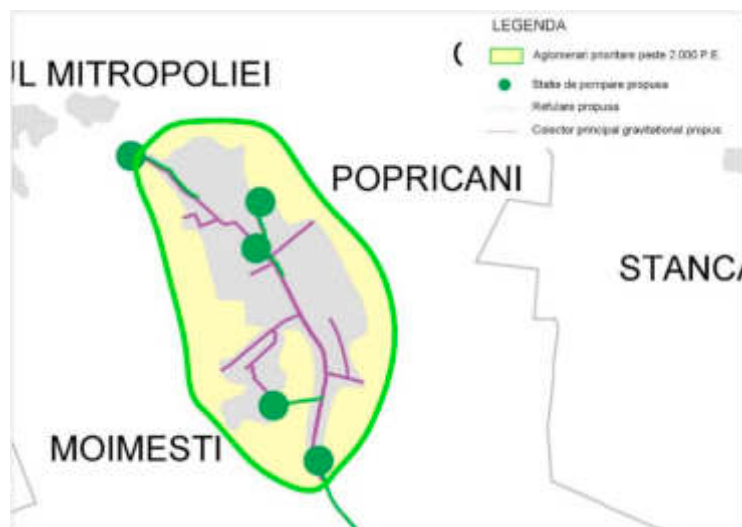 LEGENDA
Aglomerari prioritare peste 2.000 P.E.
Statie de pompare propusa
Refulare propusa
Colector principal gravitational propus
UL MITROPOLIEI
POPRICANI
STANCA
MOIMESTI